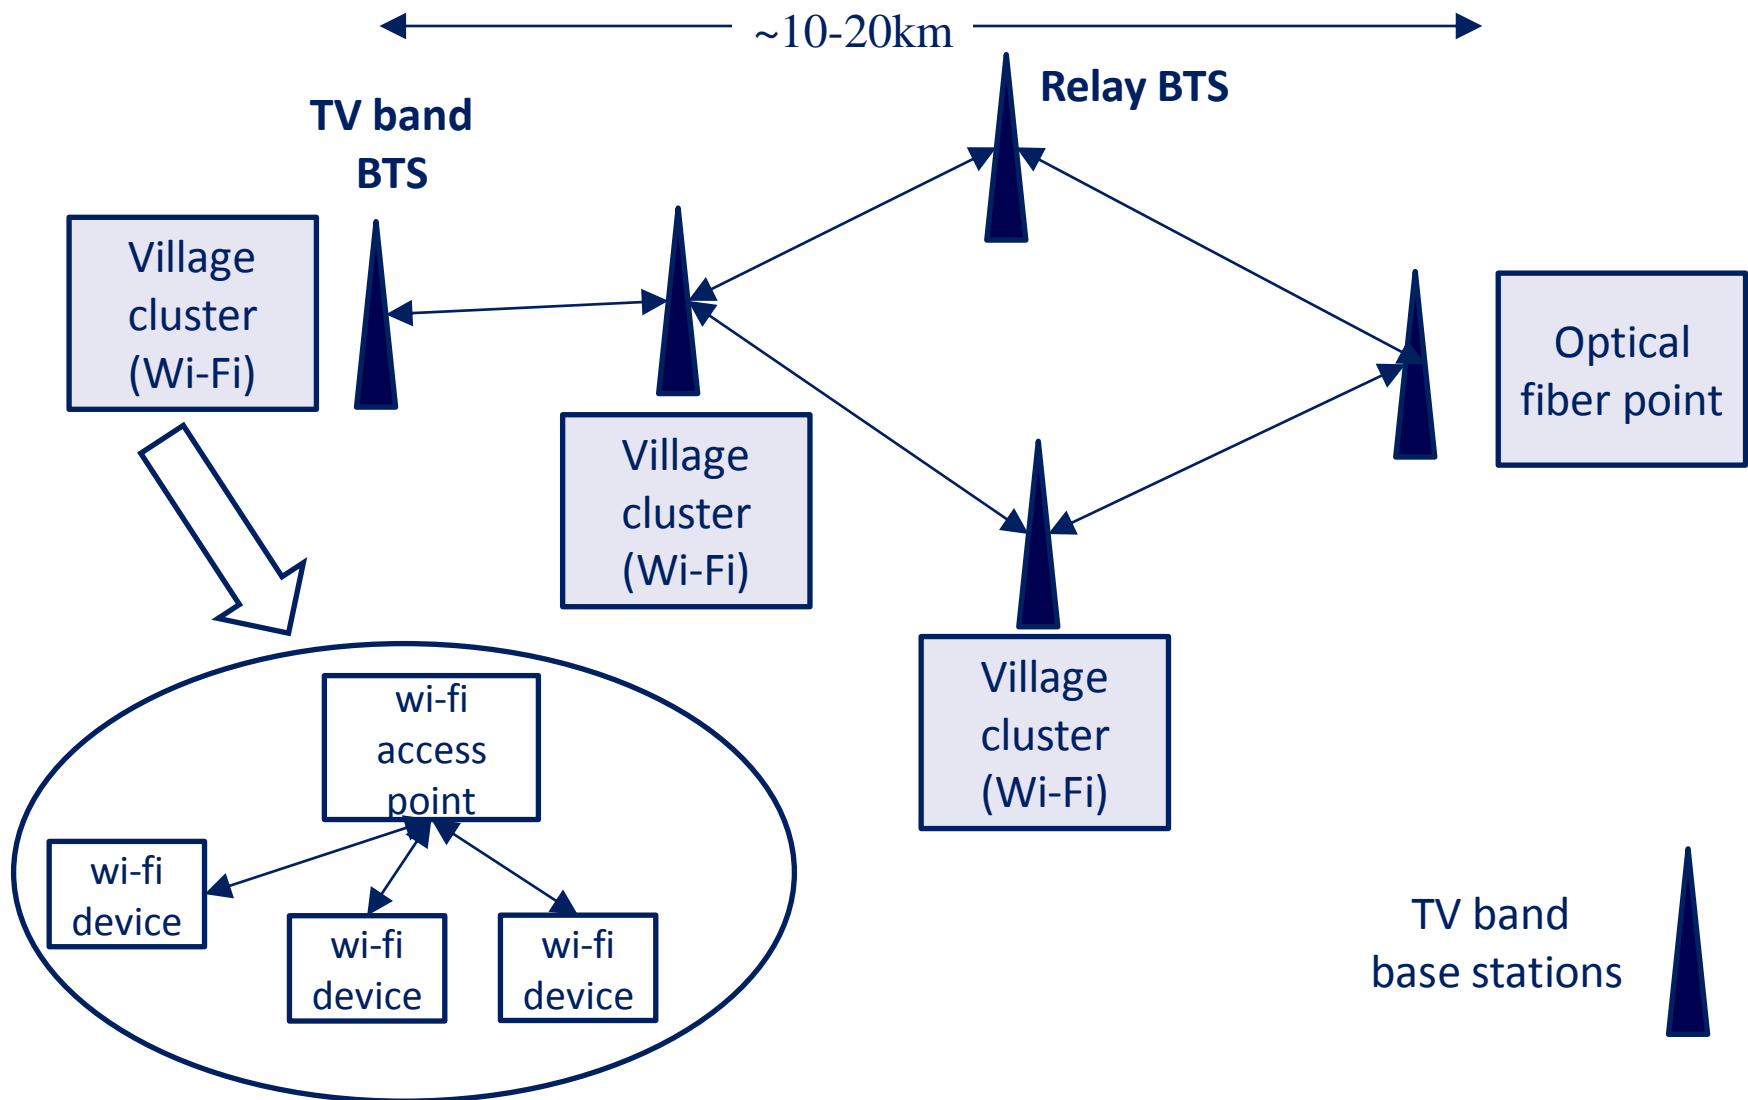 ~10-20km
Relay BTS
TV band
BTS
Village
cluster
(Wi-Fi)
Optical
fiber point
Village
cluster
(Wi-Fi)
Village
cluster
(Wi-Fi)
wi-fi
access
point
wi-fi
device
wi-fi
device
wi-fi
device
TV band
base stations